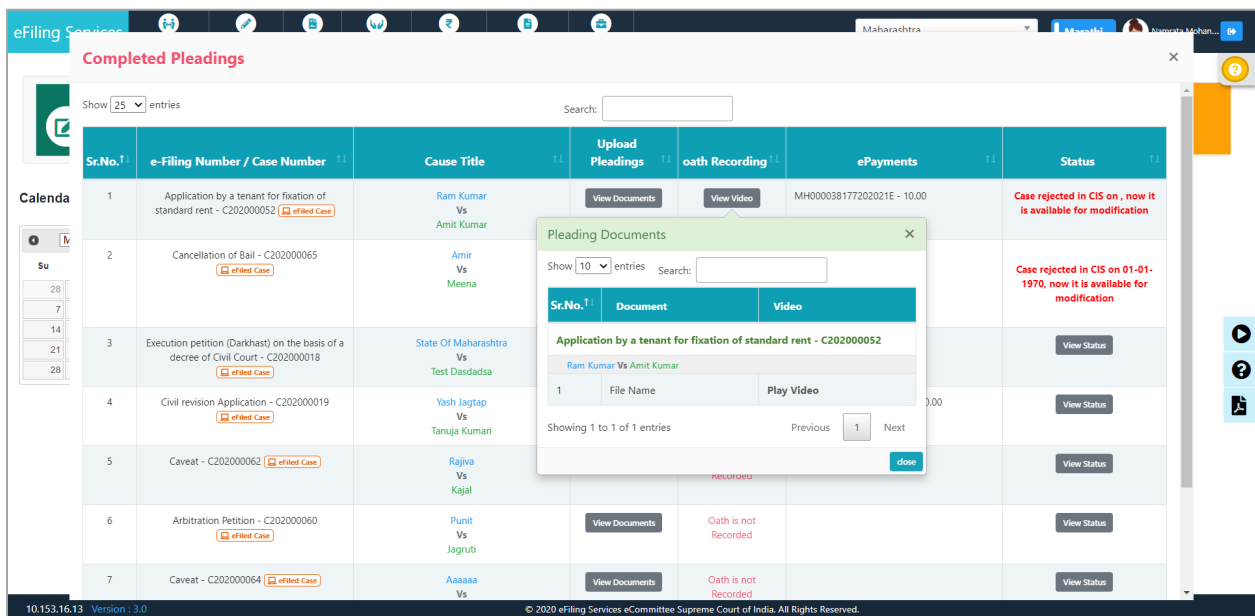 eFiling Services
Maharashtra
Marathi
Namrata Mohan...
Completed Pleadings
×
Show 25 entries
Search:
Sr.No.
e-Filing Number / Case Number
Cause Title
Upload
Pleadings
oath Recording
ePayments
Status
1
Application by a tenant for fixation of
standard rent - C202000052 eFiled Case
Ram Kumar
Vs
Amit Kumar
View Documents
View Video
MH000038177202021E - 10.00
Case rejected in CIS on , now it
is available for modification
2
Cancellation of Bail - C202000065
eFiled Case
Amir
Vs
Meena
Case rejected in CIS on 01-01-
1970, now it is available for
modification
3
Execution petition (Darkhast) on the basis of a
decree of Civil Court - C202000018
eFiled Case
State Of Maharashtra
Vs
Test Dasdadsa
View Status
4
Civil revision Application - C202000019
eFiled Case
Yash Jagtap
Vs
Tanuja Kumari
0.00
View Status
5
Caveat - C202000062 eFiled Case
Rajiva
Vs
Kajal
Recorded
View Status
6
Arbitration Petition - C202000060
eFiled Case
Punit
Vs
Jagruti
View Documents
Oath is not
Recorded
View Status
7
Caveat - C202000064 eFiled Case
Aaaaaa
Vs
View Documents
Oath is not
Recorded
View Status
Pleading Documents
×
Show 10 entries
Search:
Sr.No.
Document
Video
Application by a tenant for fixation of standard rent - C202000052
Ram Kumar Vs Amit Kumar
1
File Name
Play Video
Showing 1 to 1 of 1 entries
Previous
1
Next
close
Calenda
M
Su
28
7
14
21
28
10.153.16.13 Version : 3.0
© 2020 eFiling Services eCommittee Supreme Court of India. All Rights Reserved.